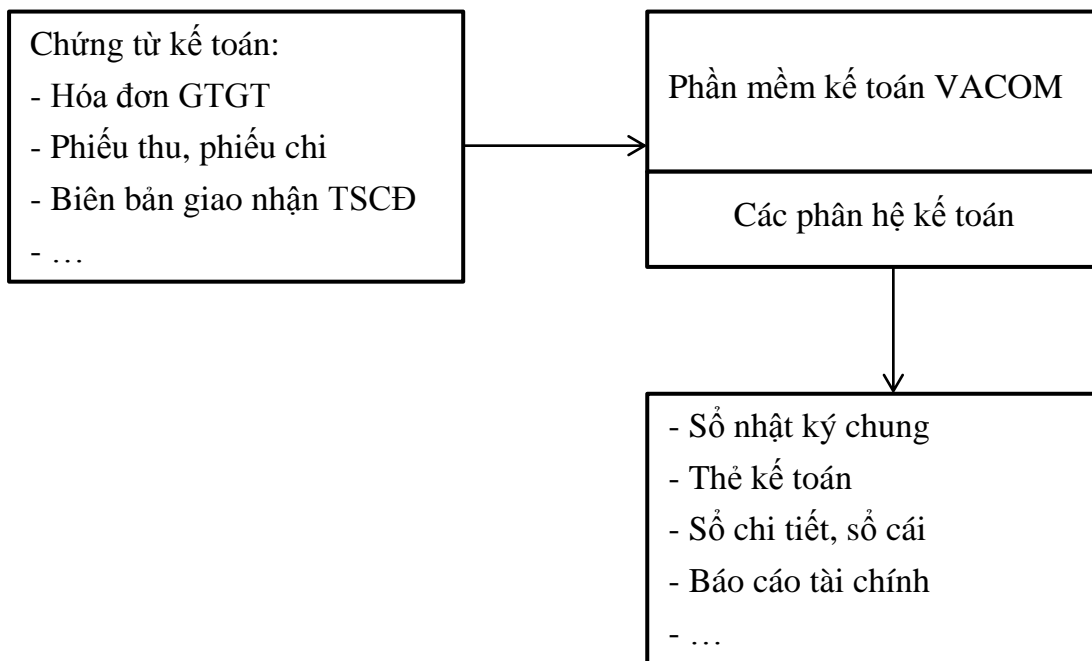 Chứng từ kế toán:
- Hóa đơn GTGT
- Phiếu thu, phiếu chi
- Biên bản giao nhận TSCĐ
- …
Phần mềm kế toán VACOM
Các phân hệ kế toán
- Sổ nhật ký chung
- Thẻ kế toán
- Sổ chi tiết, sổ cái
- Báo cáo tài chính
- …